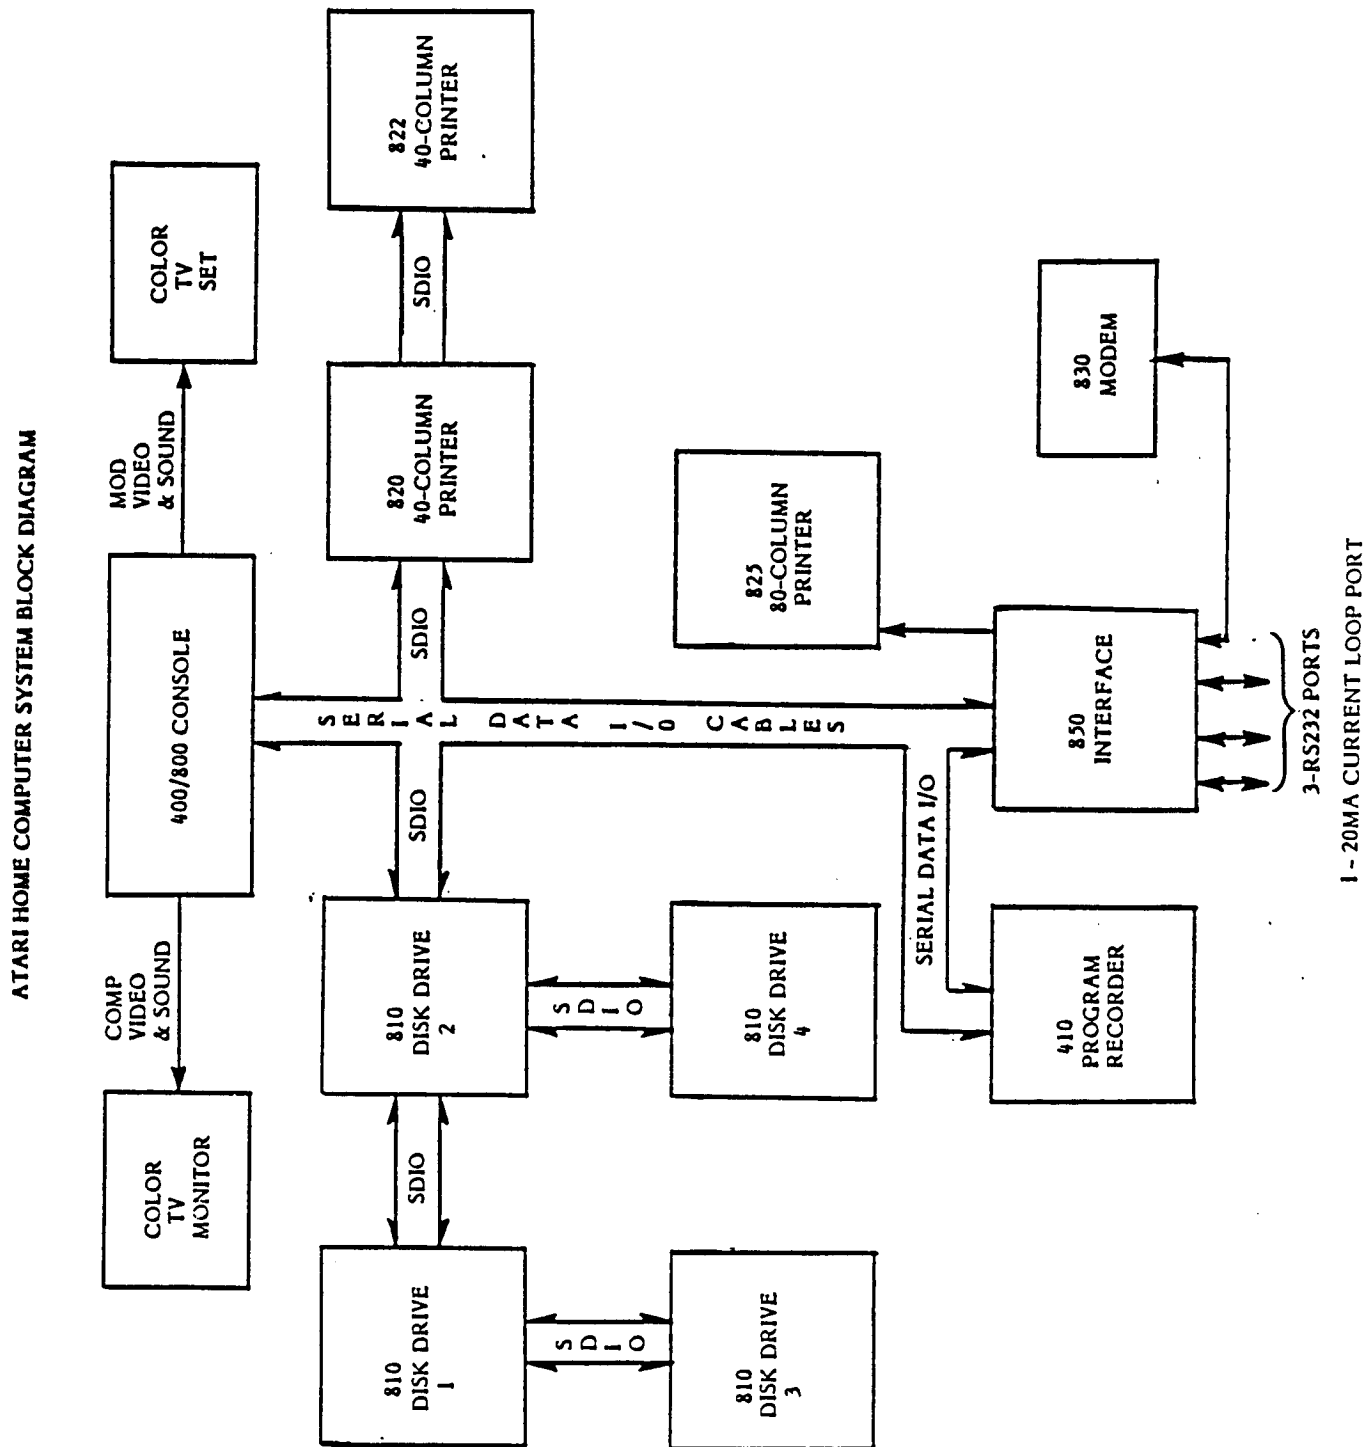 ATARI HOME COMPUTER SYSTEM BLOCK DIAGRAM
COLOR
TV
MONITOR
COMP
VIDEO
& SOUND
400/800 CONSOLE
MOD
VIDEO
& SOUND
COLOR
TV
SET
810
DISK DRIVE
1
SDIO
810
DISK DRIVE
2
SDIO
SERIAL DATA I/O CABLES
SDIO
820
40-COLUMN
PRINTER
SDIO
822
40-COLUMN
PRINTER
SDIO
SDIO
810
DISK DRIVE
3
810
DISK DRIVE
4
825
80-COLUMN
PRINTER
SERIAL DATA I/O
410
PROGRAM
RECORDER
850
INTERFACE
830
MODEM
3-RS232 PORTS
1 - 20MA CURRENT LOOP PORT